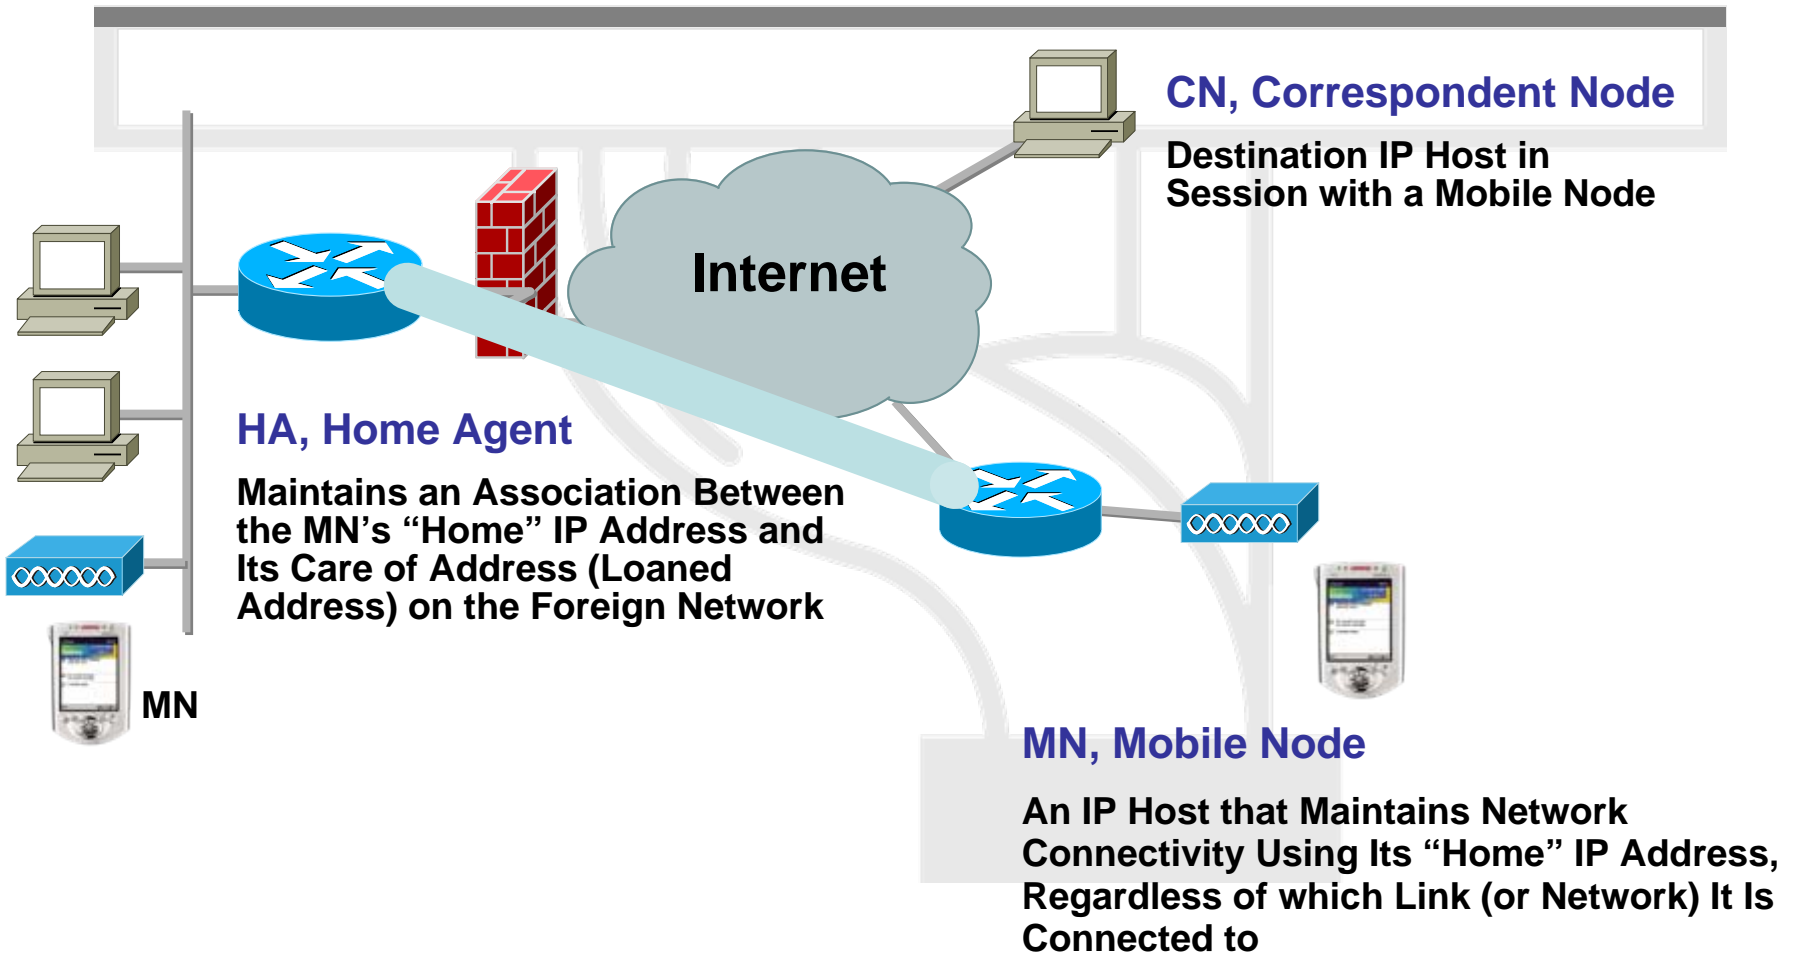 CN, Correspondent Node
Destination IP Host in
Session with a Mobile Node
Internet
HA, Home Agent
Maintains an Association Between
the MN’s “Home” IP Address and
Its Care of Address (Loaned
Address) on the Foreign Network
MN
MN, Mobile Node
An IP Host that Maintains Network
Connectivity Using Its “Home” IP Address,
Regardless of which Link (or Network) It Is
Connected to